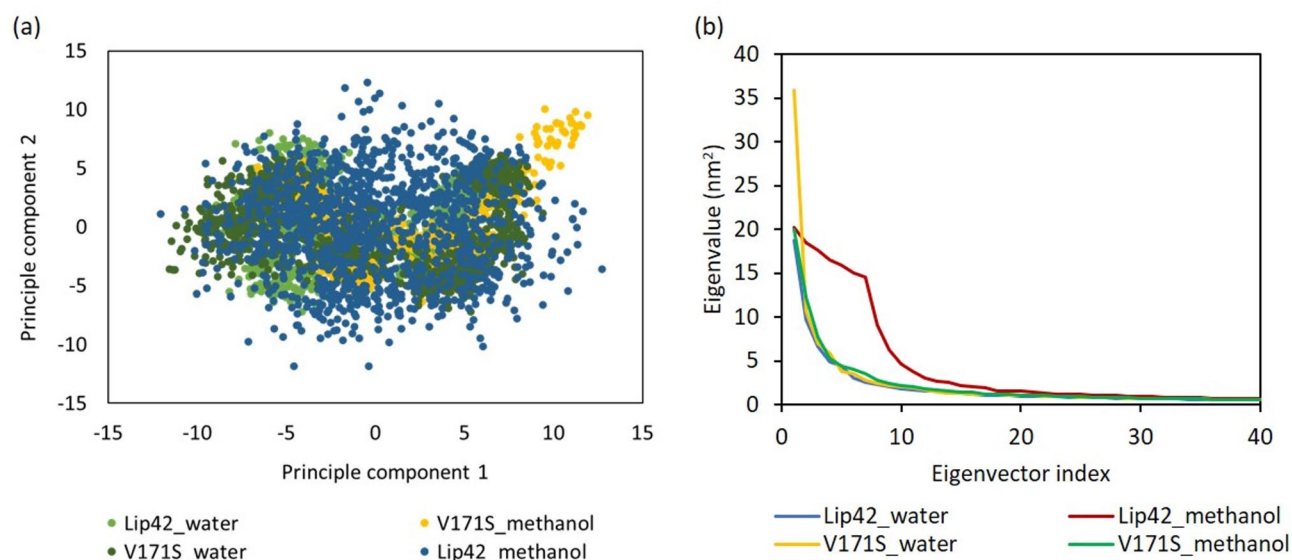 (a)
15
10
5
0
-5
-10
-15
Principle component 2
-15 -10 -5 0 5 10 15
Principle component 1
Lip42_water V171S_methanol
V171S_water Lip42_methanol
(b)
40
35
30
25
20
15
10
5
0
Eigenvalue (nm²)
0 10 20 30 40
Eigenvector index
Lip42_water Lip42_methanol
V171S_water V171S_methanol